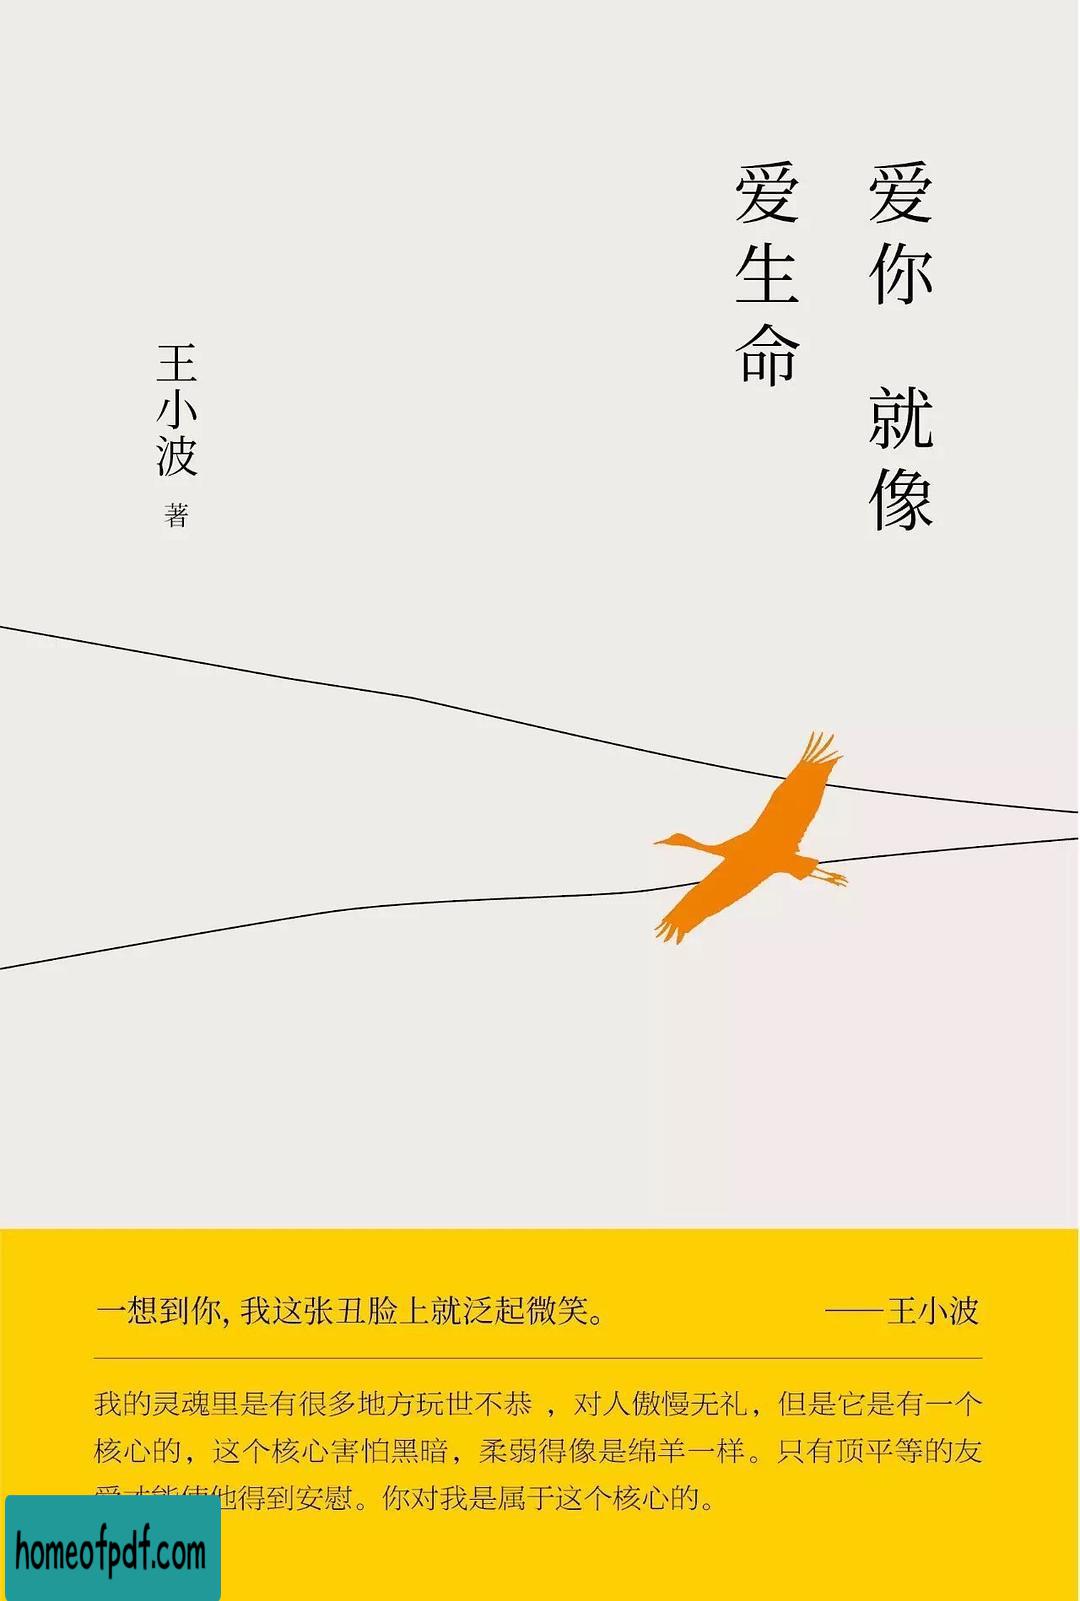 爱你 就像
爱生命
王小波
著
一想到你，我这张丑脸上就泛起微笑。 ——王小波
我的灵魂里是有很多地方玩世不恭 ，对人傲慢无礼，但是它是有一个
核心的，这个核心害怕黑暗，柔弱得像是绵羊一样。只有顶平等的友
爱才能使他得到安慰。你对我是属于这个核心的。
homeofpdf.com